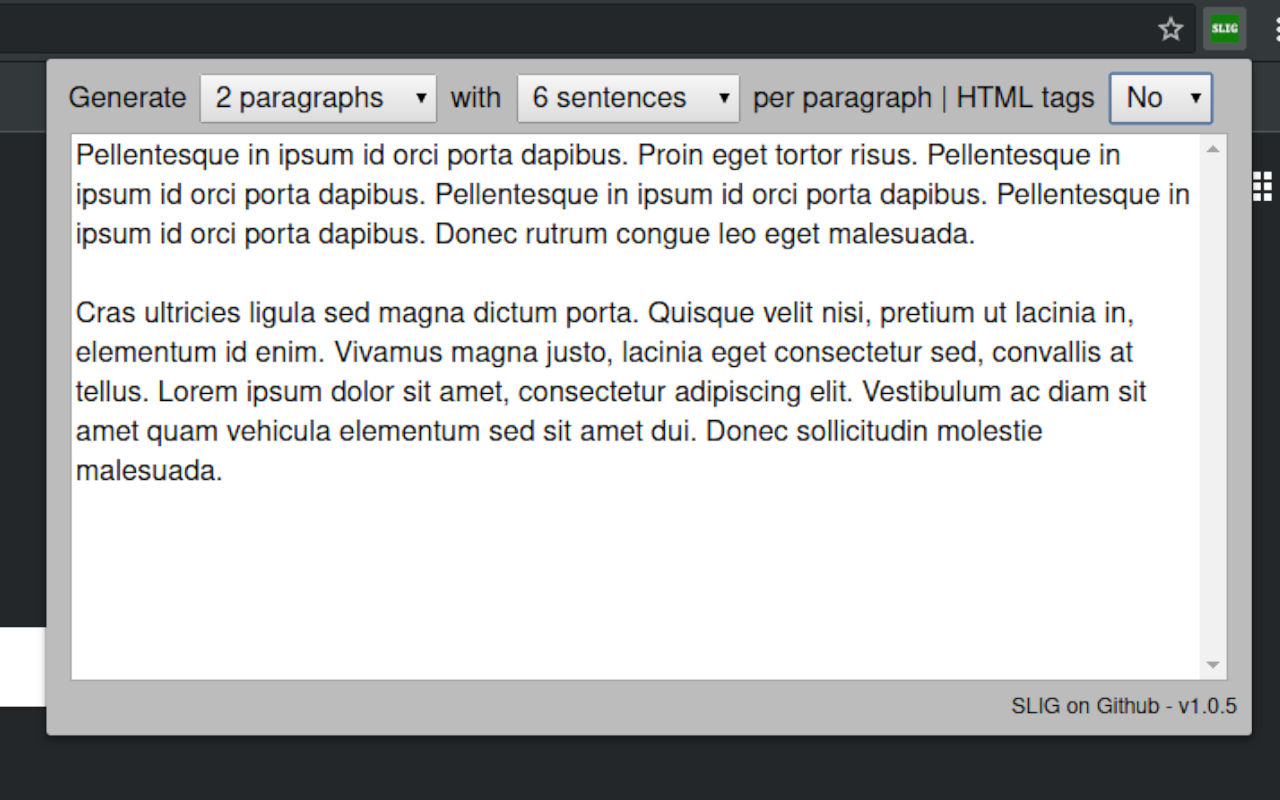 SLIG
Generate 2 paragraphs with 6 sentences per paragraph | HTML tags No
Pellentesque in ipsum id orci porta dapibus. Proin eget tortor risus. Pellentesque in
ipsum id orci porta dapibus. Pellentesque in ipsum id orci porta dapibus. Pellentesque in
ipsum id orci porta dapibus. Donec rutrum congue leo eget malesuada.
Cras ultricies ligula sed magna dictum porta. Quisque velit nisi, pretium ut lacinia in,
elementum id enim. Vivamus magna justo, lacinia eget consectetur sed, convallis at
tellus. Lorem ipsum dolor sit amet, consectetur adipiscing elit. Vestibulum ac diam sit
amet quam vehicula elementum sed sit amet dui. Donec sollicitudin molestie
malesuada.
SLIG on Github - v1.0.5